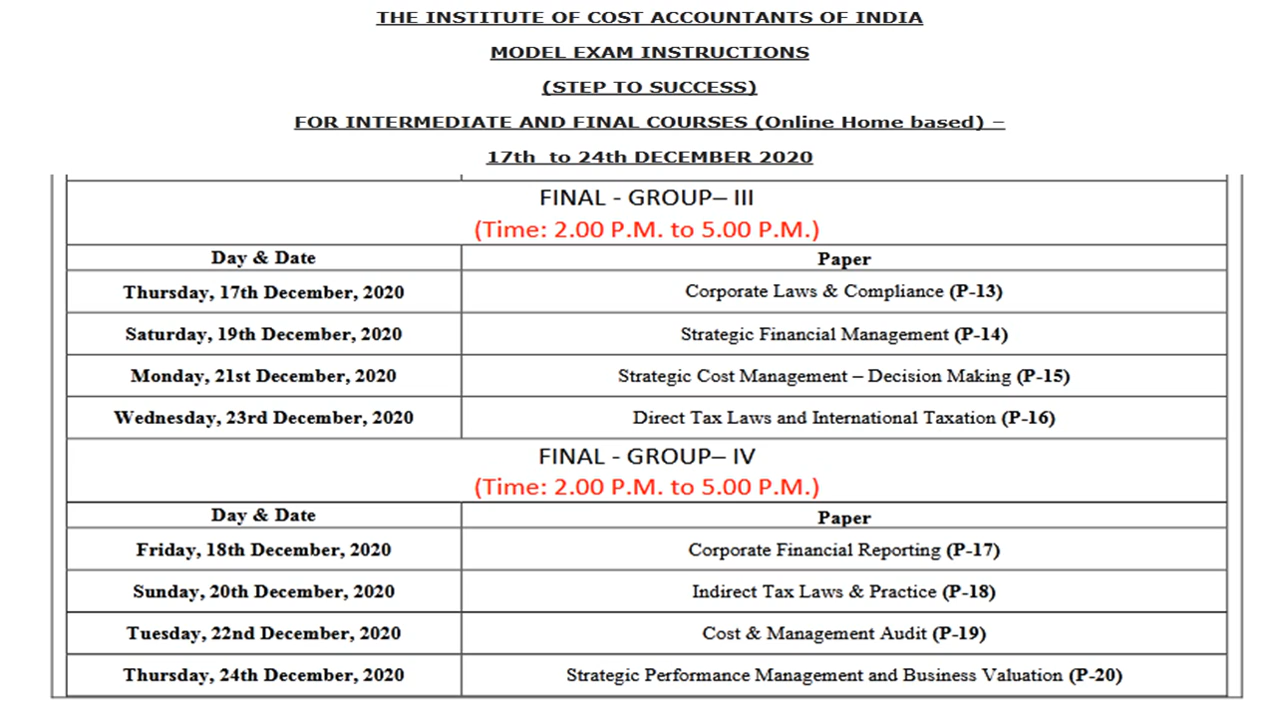 THE INSTITUTE OF COST ACCOUNTANTS OF INDIA
MODEL EXAM INSTRUCTIONS
(STEP TO SUCCESS)
FOR INTERMEDIATE AND FINAL COURSES (Online Home based) –
17th to 24th DECEMBER 2020
FINAL - GROUP– III
(Time: 2.00 P.M. to 5.00 P.M.)
Day & Date Paper
Thursday, 17th December, 2020 Corporate Laws & Compliance (P-13)
Saturday, 19th December, 2020 Strategic Financial Management (P-14)
Monday, 21st December, 2020 Strategic Cost Management – Decision Making (P-15)
Wednesday, 23rd December, 2020 Direct Tax Laws and International Taxation (P-16)
FINAL - GROUP– IV
(Time: 2.00 P.M. to 5.00 P.M.)
Day & Date Paper
Friday, 18th December, 2020 Corporate Financial Reporting (P-17)
Sunday, 20th December, 2020 Indirect Tax Laws & Practice (P-18)
Tuesday, 22nd December, 2020 Cost & Management Audit (P-19)
Thursday, 24th December, 2020 Strategic Performance Management and Business Valuation (P-20)